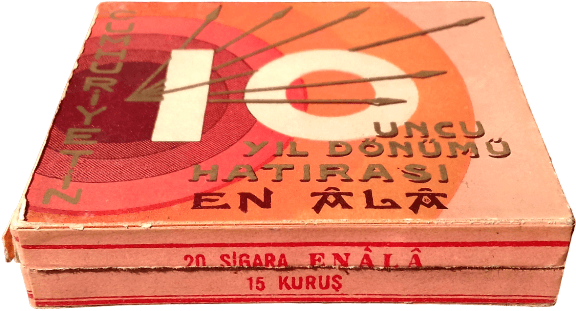 CUMHURİYETİN
10
UNCU
YIL DÖNÜMÜ
HATIRASI
EN ÂLÂ
20 SİGARA ENÂLÂ
15 KURUŞ